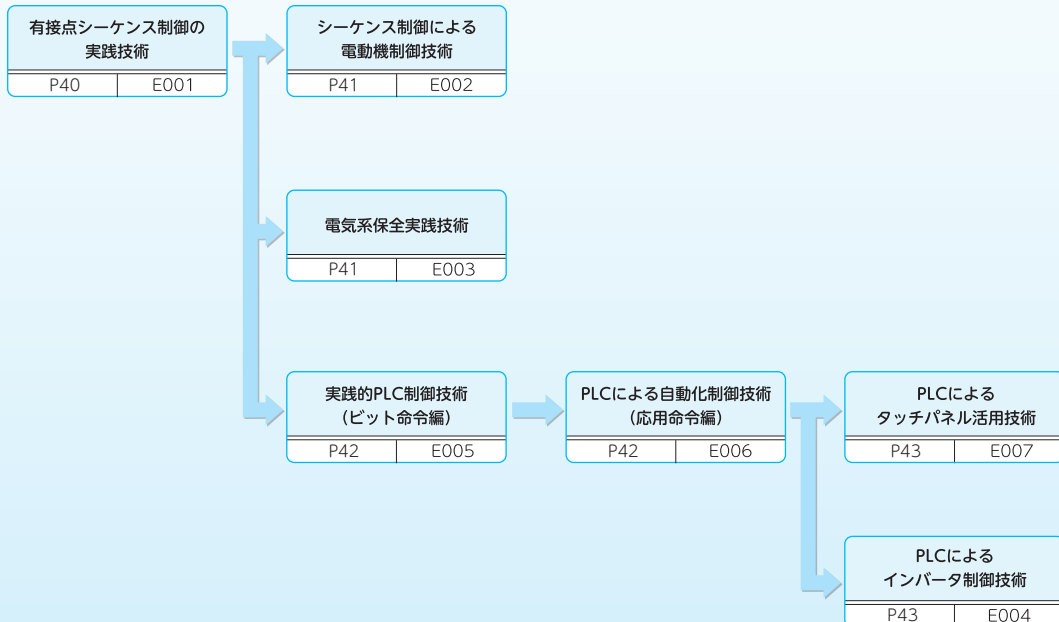 有接点シーケンス制御の
実践技術
P40 E001
シーケンス制御による
電動機制御技術
P41 E002
電気系保全実践技術
P41 E003
実践的PLC制御技術
（ビット命令編）
P42 E005
PLCによる自動化制御技術
（応用命令編）
P42 E006
PLCによる
タッチパネル活用技術
P43 E007
PLCによる
インバータ制御技術
P43 E004